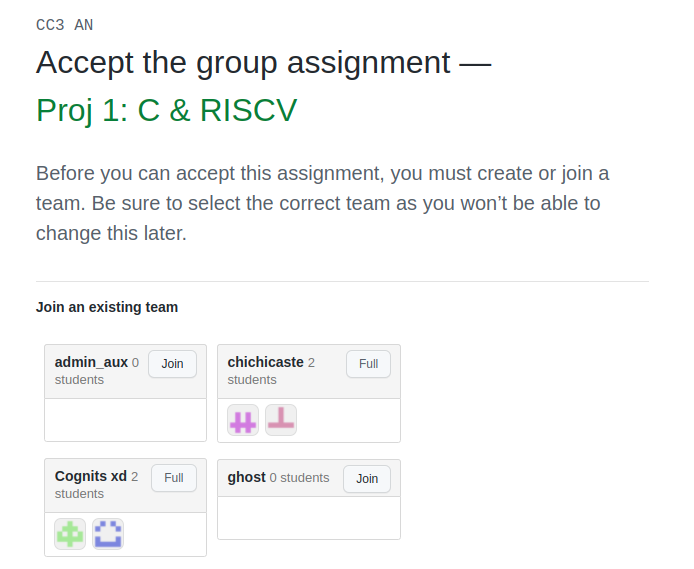 CC3 AN
Accept the group assignment —
Proj 1: C & RISCV
Before you can accept this assignment, you must create or join a
team. Be sure to select the correct team as you won’t be able to
change this later.
Join an existing team
admin_aux 0
students
Join
chichicaste 2
students
Full
Cognits xd 2
students
Full
ghost 0 students
Join